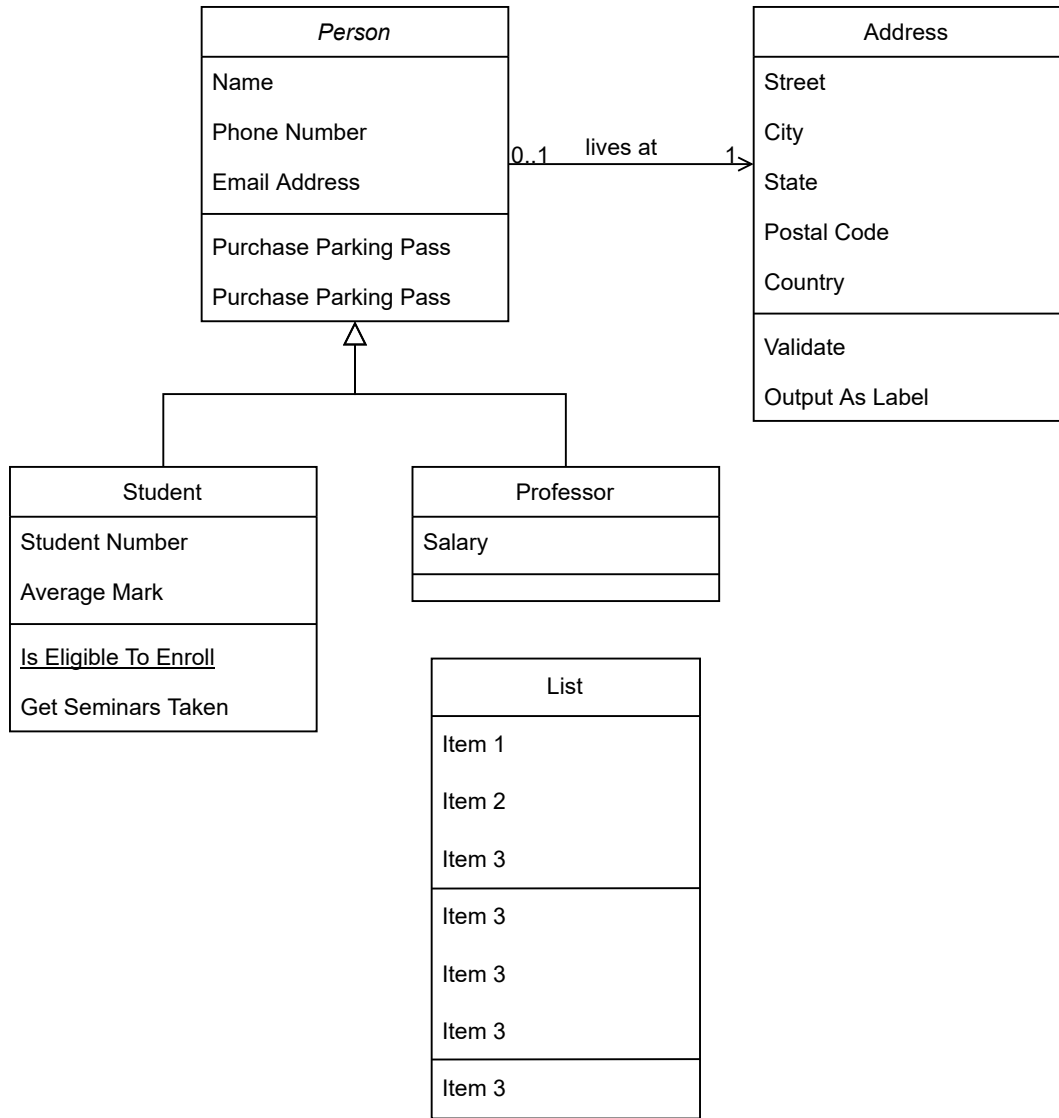 Person
Name
Phone Number
Email Address
Purchase Parking Pass
Purchase Parking Pass
0..1
lives at
1
Address
Street
City
State
Postal Code
Country
Validate
Output As Label
Student
Student Number
Average Mark
Is Eligible To Enroll
Get Seminars Taken
Professor
Salary
List
Item 1
Item 2
Item 3
Item 3
Item 3
Item 3
Item 3